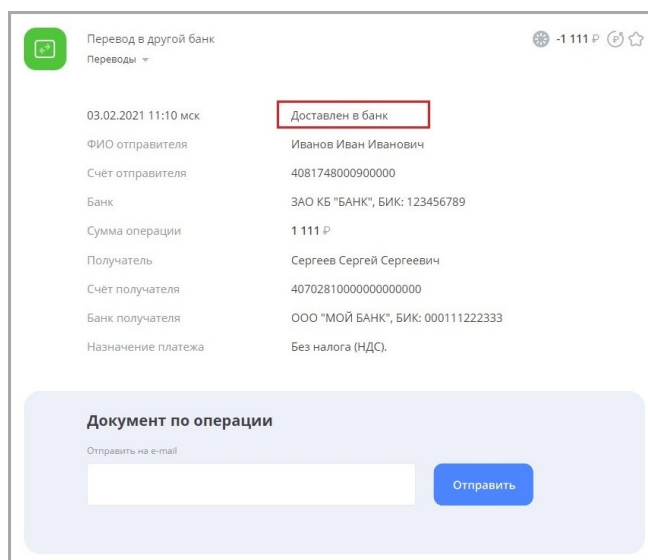 Перевод в другой банк
-1 111 ₽
Переводы
03.02.2021 11:10 мск Доставлен в банк
ФИО отправителя Иванов Иван Иванович
Счёт отправителя 4081748000900000
Банк ЗАО КБ "БАНК", БИК: 123456789
Сумма операции 1 111 ₽
Получатель Сергеев Сергей Сергеевич
Счёт получателя 40702810000000000000
Банк получателя ООО "МОЙ БАНК", БИК: 000111222333
Назначение платежа Без налога (НДС).
Документ по операции
Отправить на e-mail
Отправить